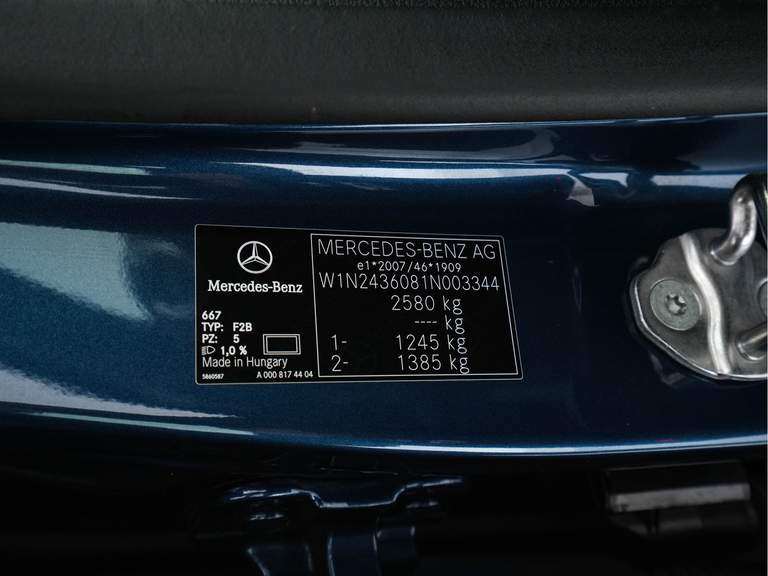 Mercedes-Benz
667
TYP: F2B
PZ: 5
1,0 %
Made in Hungary
5860587 A 000 817 44 04
MERCEDES-BENZ AG
e1*2007/46*1909
W1N2436081N003344
2580 kg
---- kg
1- 1245 kg
2- 1385 kg